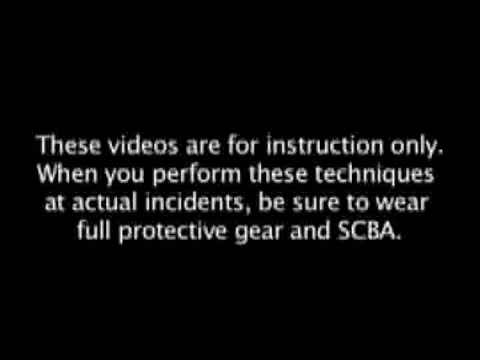 These videos are for instruction only.
When you perform these techniques
at actual incidents, be sure to wear
full protective gear and SCBA.